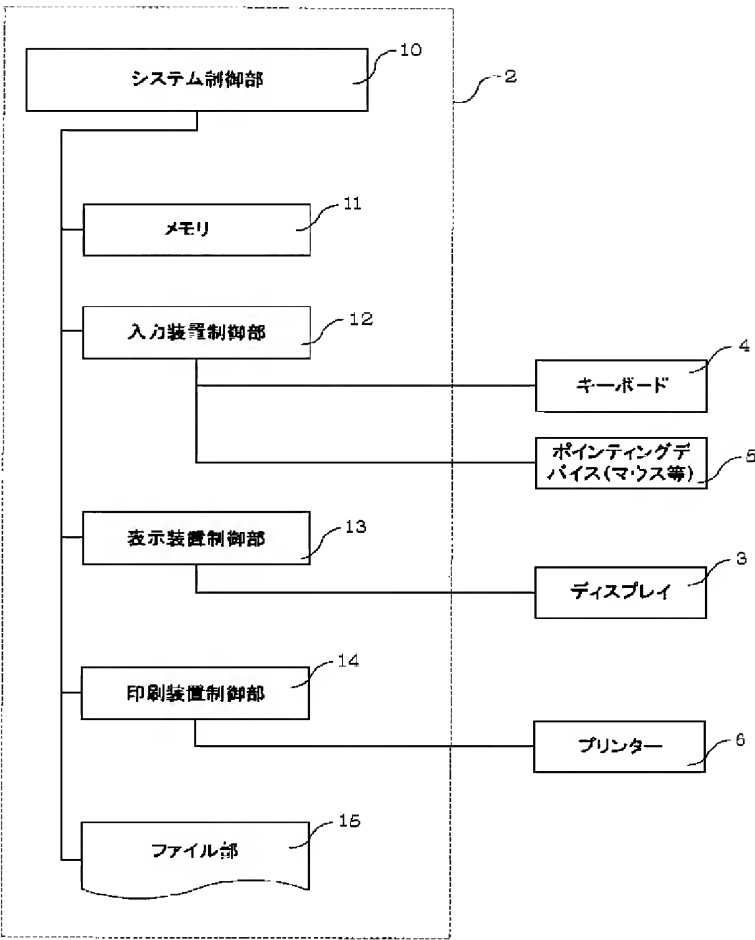 システム制御部
10
2
メモリ
11
入力装置制御部
12
キーボード
4
ポインティングデ
バイス(マウス等)
5
表示装置制御部
13
ディスプレイ
3
印刷装置制御部
14
プリンター
6
ファイル部
15